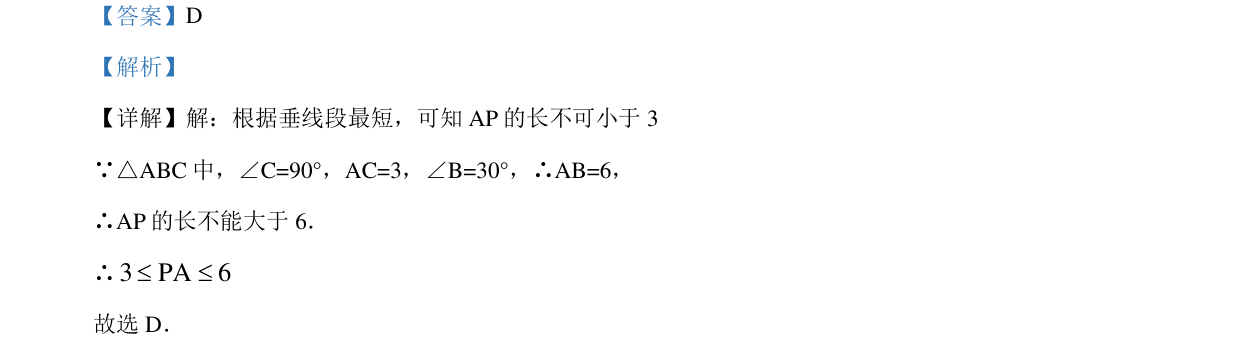 【答案】D
【解析】
【详解】解：根据垂线段最短，可知 AP 的长不可小于 3
∵△ABC 中，∠C=90°，AC=3，∠B=30°，∴AB=6，
∴AP 的长不能大于 6．
∴ 3≤PA ≤6
故选 D．